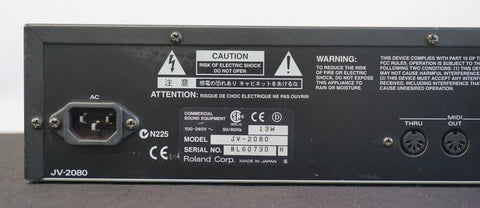 CAUTION
RISK OF ELECTRIC SHOCK
DO NOT OPEN
注意
感電の恐れあり キャビネットをあけるな
ATTENTION: RISQUE DE CHOC ELECTRIQUE NE PAS OUVRIR
WARNING:
TO REDUCE THE RISK
OF FIRE OR ELECTRIC
SHOCK, DO NOT EXPOSE
THIS APPLIANCE TO
RAIN OR MOISTURE.
THIS DEVICE COMPLIES WITH PART 15 OF T
FCC RULES. OPERATION IS SUBJECT TO THE
FOLLOWING TWO CONDITIONS: (1) THIS DEV
MAY NOT CAUSE HARMFUL INTERFERENCE,
AND (2) THIS DEVICE MUST ACCEPT ANY
INTERFERENCE RECEIVED, INCLUDING
INTERFERENCE THAT MAY CAUSE UNDESIRED
OPERATION.
AC
N225
COMMERCIAL
SOUND EQUIPMENT
100-240V~ 50/60Hz 13W
MODEL JV-2080
SERIAL NO. BL60730 H
Roland Corp. MADE IN JAPAN
MIDI
THRU OUT
JV-2080